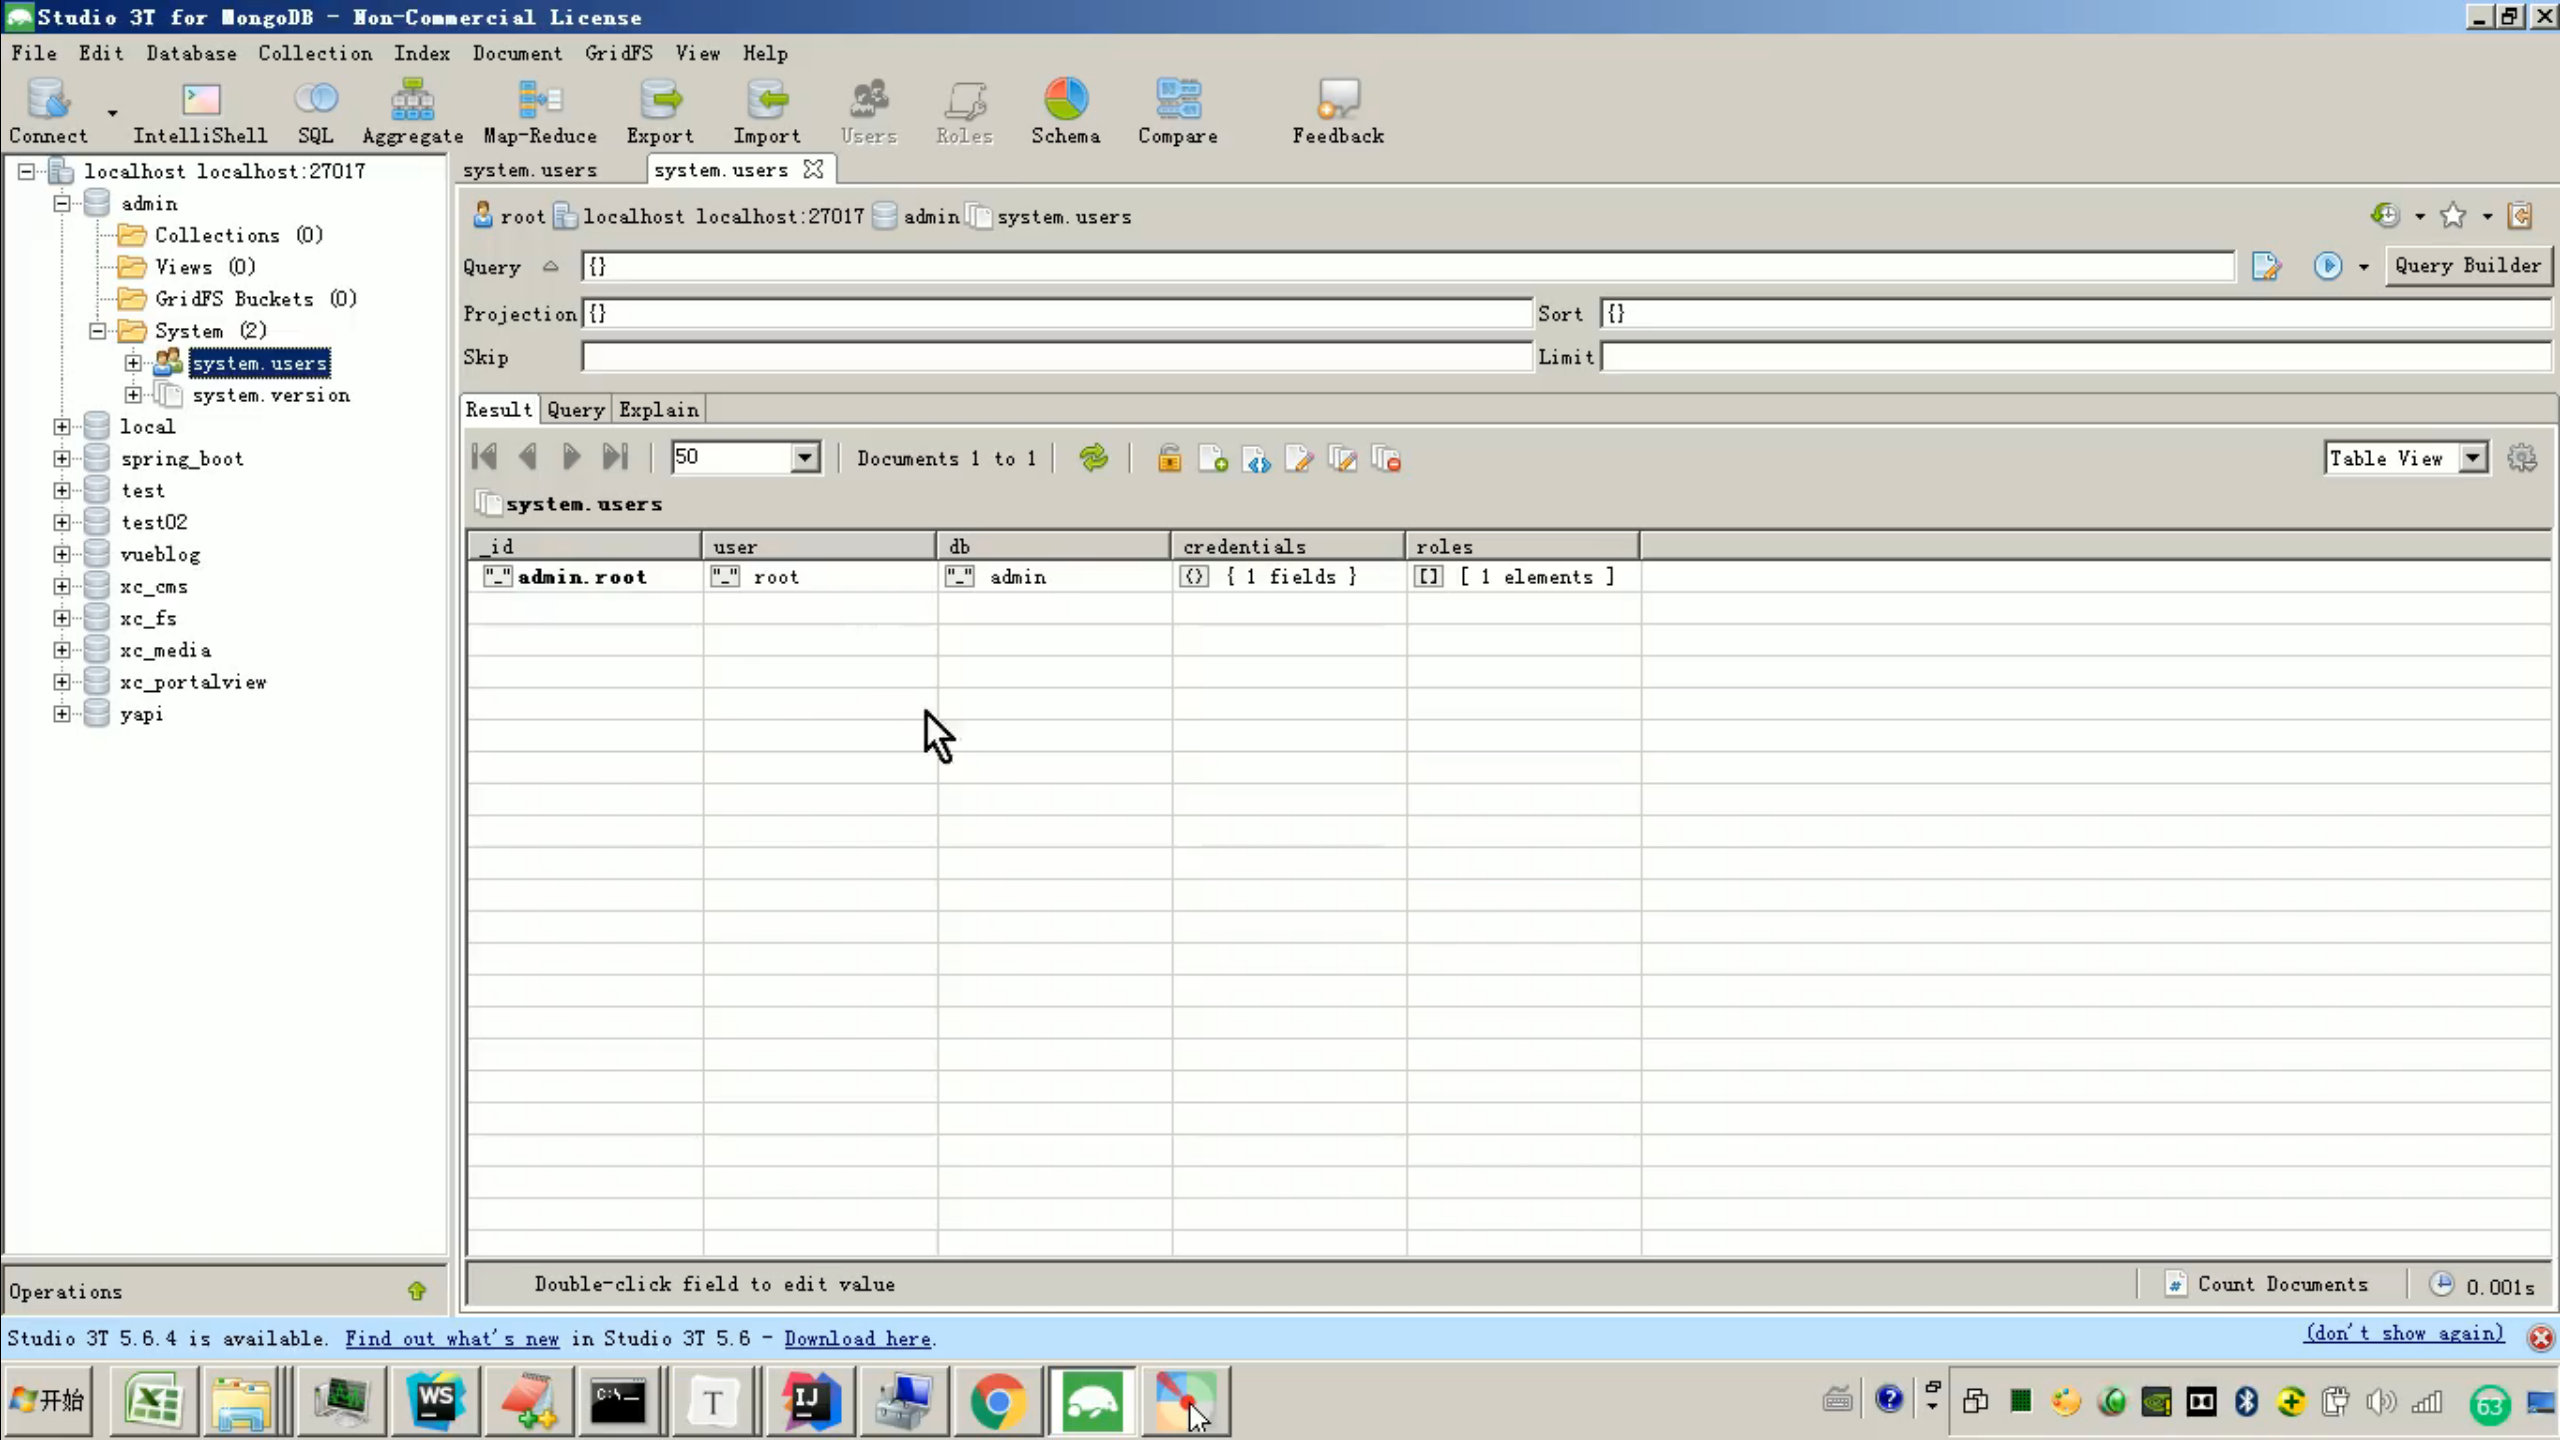 Studio 3T for MongoDB - Non-Commercial License
File Edit Database Collection Index Document GridFS View Help
Connect IntelliShell SQL Aggregate Map-Reduce Export Import Users Roles Schema Compare Feedback
localhost localhost:27017
admin
Collections (0)
Views (0)
GridFS Buckets (0)
System (2)
system.users
system.version
local
spring_boot
test
test02
vueblog
xc_cms
xc_fs
xc_media
xc_portalview
yapi
Operations
system.users system.users
root localhost localhost:27017 admin system.users
Query {} Query Builder
Projection {} Sort {}
Skip Limit
Result Query Explain
50 Documents 1 to 1 Table View
system.users
_id user db credentials roles
"_" admin.root "_" root "_" admin {} { 1 fields } [] [ 1 elements ]
Double-click field to edit value Count Documents 0.001s
Studio 3T 5.6.4 is available. Find out what's new in Studio 3T 5.6 - Download here. (don't show again)
开始 WS C:\ T IJ 63